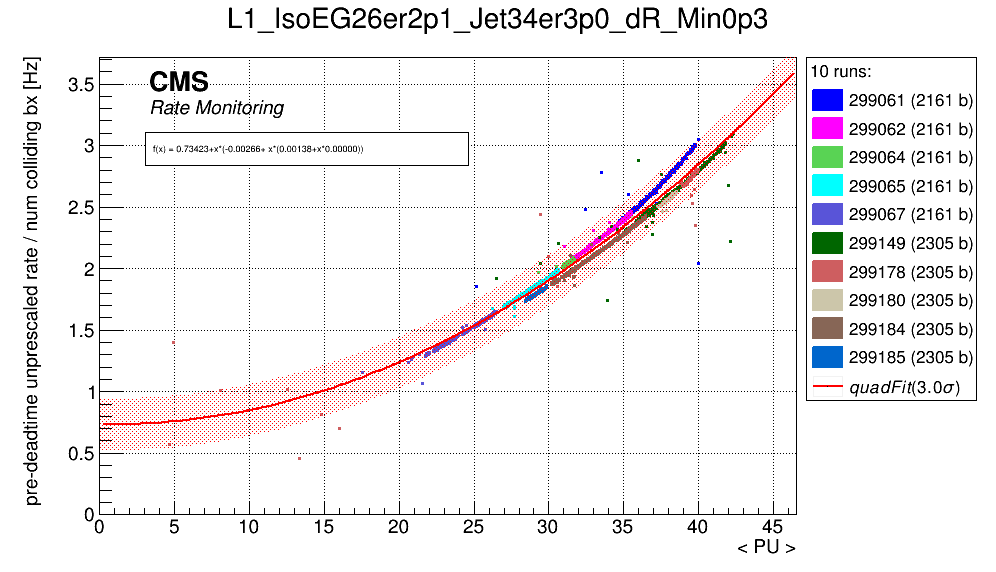 L1_IsoEG26er2p1_Jet34er3p0_dR_Min0p3
pre-deadtime unprescaled rate / num colliding bx [Hz]
CMS
Rate Monitoring
f(x) = 0.73423+x*(-0.00266+ x*(0.00138+x*0.00000))
3.5
3
2.5
2
1.5
1
0.5
0
0 5 10 15 20 25 30 35 40 45
< PU >
10 runs:
299061 (2161 b)
299062 (2161 b)
299064 (2161 b)
299065 (2161 b)
299067 (2161 b)
299149 (2305 b)
299178 (2305 b)
299180 (2305 b)
299184 (2305 b)
299185 (2305 b)
quadFit(3.0σ)